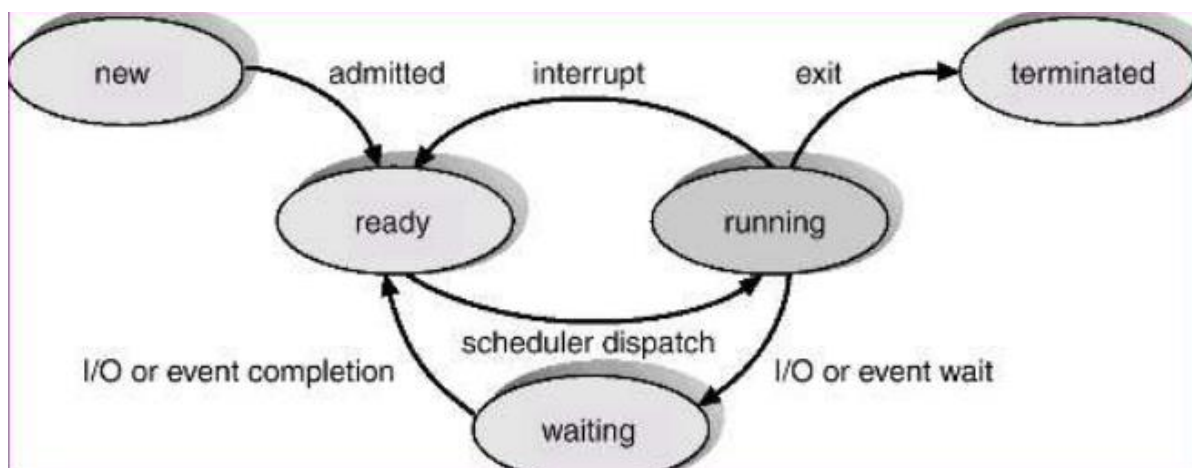 new
admitted
interrupt
exit
terminated
ready
running
scheduler dispatch
I/O or event completion
I/O or event wait
waiting